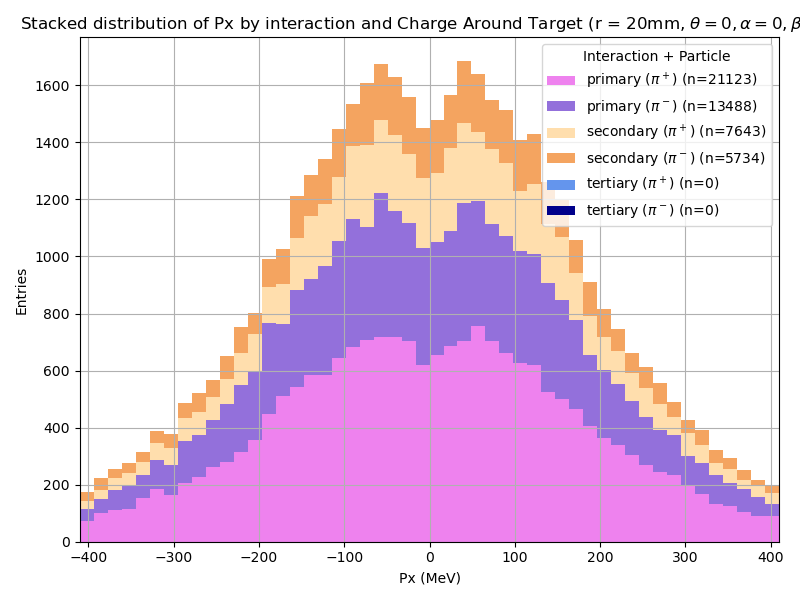 Stacked distribution of Px by interaction and Charge Around Target (r = 20mm, θ = 0, α = 0, β
Interaction + Particle
primary (π⁺) (n=21123)
primary (π⁻) (n=13488)
secondary (π⁺) (n=7643)
secondary (π⁻) (n=5734)
tertiary (π⁺) (n=0)
tertiary (π⁻) (n=0)
Entries
1600
1400
1200
1000
800
600
400
200
0
−400 −300 −200 −100 0 100 200 300 400
Px (MeV)